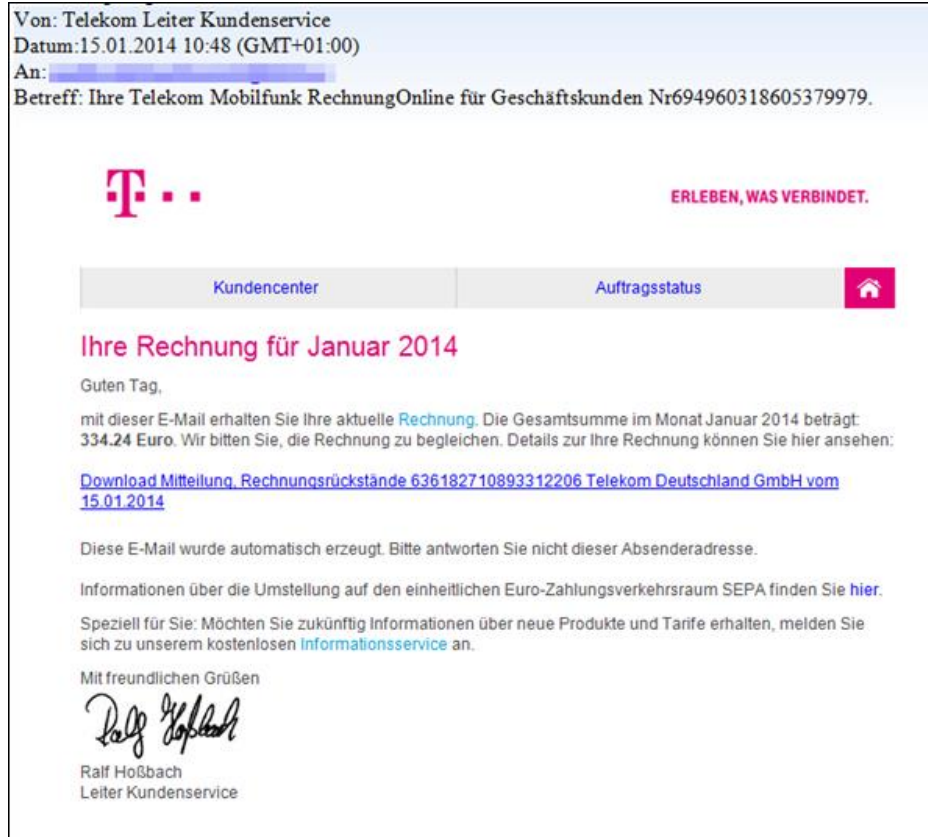 Von: Telekom Leiter Kundenservice
Datum:15.01.2014 10:48 (GMT+01:00)
An:
Betreff: Ihre Telekom Mobilfunk RechnungOnline für Geschäftskunden Nr694960318605379979.
T
ERLEBEN, WAS VERBINDET.
Kundencenter
Auftragsstatus
Ihre Rechnung für Januar 2014
Guten Tag,
mit dieser E-Mail erhalten Sie Ihre aktuelle Rechnung. Die Gesamtsumme im Monat Januar 2014 beträgt:
334.24 Euro. Wir bitten Sie, die Rechnung zu begleichen. Details zur Ihre Rechnung können Sie hier ansehen:
Download Mitteilung, Rechnungsrückstände 636182710893312206 Telekom Deutschland GmbH vom
15.01.2014
Diese E-Mail wurde automatisch erzeugt. Bitte antworten Sie nicht dieser Absenderadresse.
Informationen über die Umstellung auf den einheitlichen Euro-Zahlungsverkehrsraum SEPA finden Sie hier.
Speziell für Sie: Möchten Sie zukünftig Informationen über neue Produkte und Tarife erhalten, melden Sie
sich zu unserem kostenlosen Informationsservice an.
Mit freundlichen Grüßen
Ralf Hoßbach
Ralf Hoßbach
Leiter Kundenservice